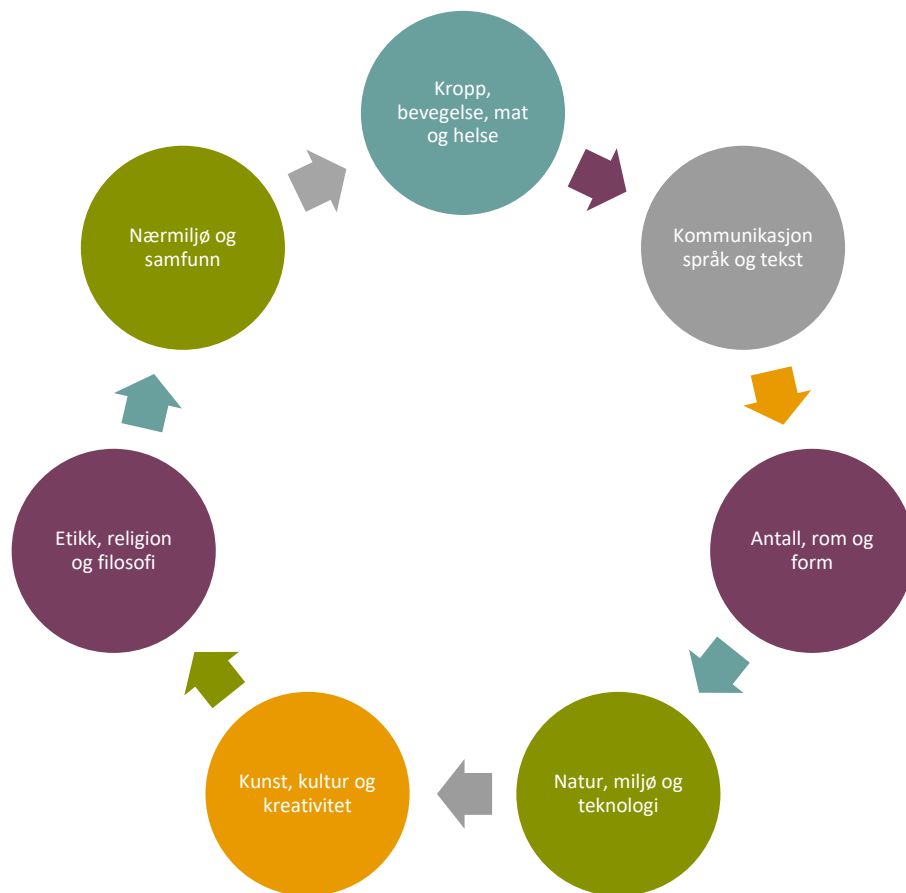 Kropp,
bevegelse, mat
og helse
Kommunikasjon
språk og tekst
Antall, rom og
form
Natur, miljø og
teknologi
Kunst, kultur og
kreativitet
Etikk, religion
og filosofi
Nærmiljø og
samfunn